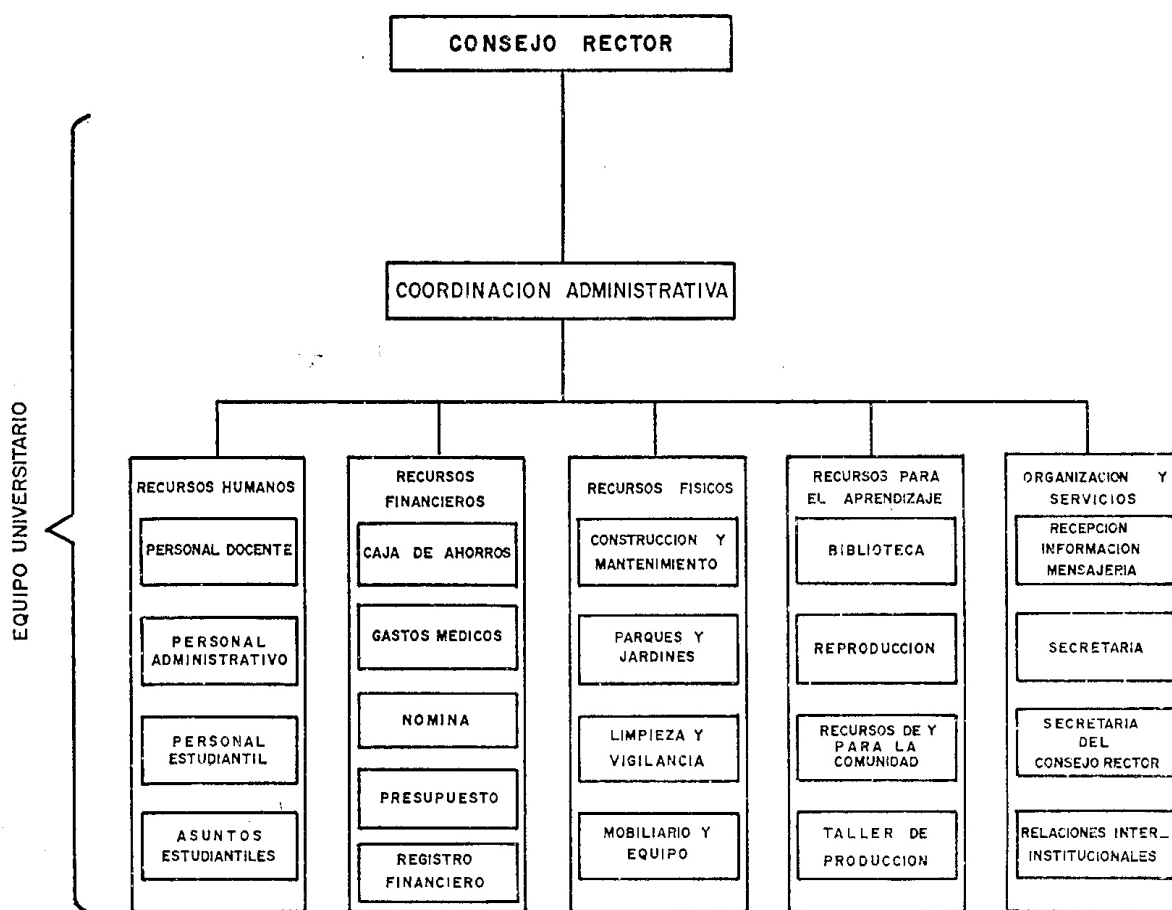 CONSEJO RECTOR
COORDINACION ADMINISTRATIVA
EQUIPO UNIVERSITARIO
RECURSOS HUMANOS
PERSONAL DOCENTE
PERSONAL
ADMINISTRATIVO
PERSONAL
ESTUDIANTIL
ASUNTOS
ESTUDIANTILES
RECURSOS
FINANCIEROS
CAJA DE AHORROS
GASTOS MEDICOS
NOMINA
PRESUPUESTO
REGISTRO
FINANCIERO
RECURSOS FISICOS
CONSTRUCCION Y
MANTENIMIENTO
PARQUES Y
JARDINES
LIMPIEZA Y
VIGILANCIA
MOBILIARIO Y
EQUIPO
RECURSOS PARA
EL APRENDIZAJE
BIBLIOTECA
REPRODUCCION
RECURSOS DE Y
PARA LA
COMUNIDAD
TALLER DE
PRODUCCION
ORGANIZACION Y
SERVICIOS
RECEPCION
INFORMACION
MENSAJERIA
SECRETARIA
SECRETARIA
DEL
CONSEJO RECTOR
RELACIONES INTER_
INSTITUCIONALES